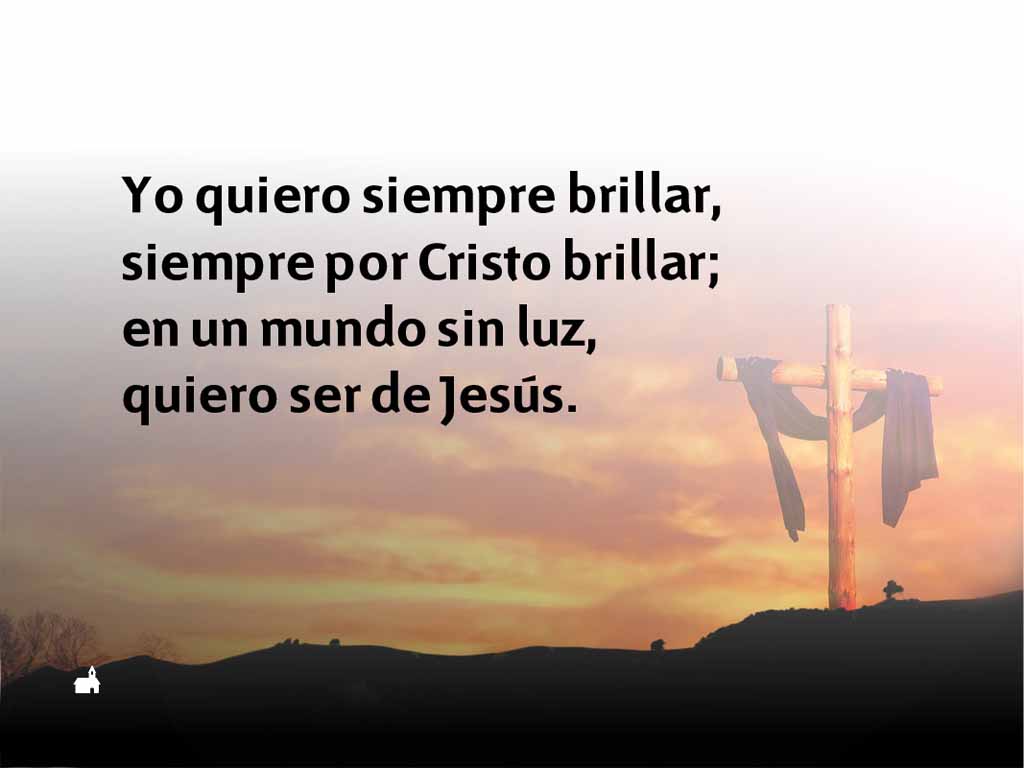 Yo quiero siempre brillar,
siempre por Cristo brillar;
en un mundo sin luz,
quiero ser de Jesús.